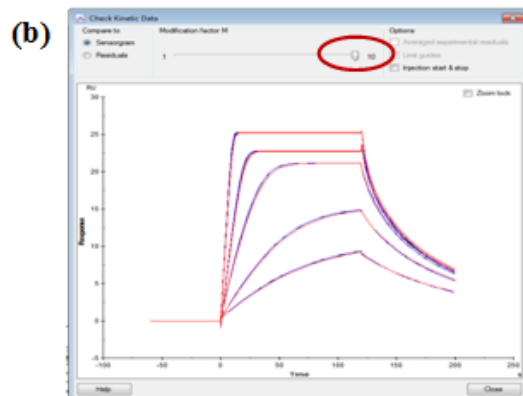 (b)
Check Kinetic Data
Compare to Modification factor M Options
Sensorgram 1 10 Averaged experimental residuals
Residuals Limit guides
Injection start & stop
RU
Zoom lock
30
25
20
15
10
5
0
-5
Response
-100 -50 0 50 100 150 200 250
Time s
Help Close